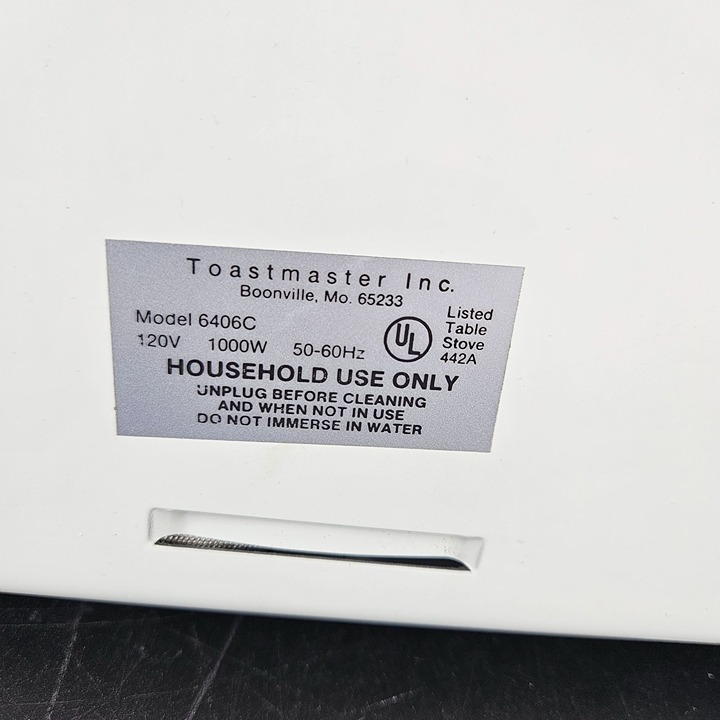 Toastmaster Inc.
Boonville, Mo. 65233
Model 6406C
120V 1000W 50-60Hz
UL
Listed
Table
Stove
442A
HOUSEHOLD USE ONLY
UNPLUG BEFORE CLEANING
AND WHEN NOT IN USE
DO NOT IMMERSE IN WATER